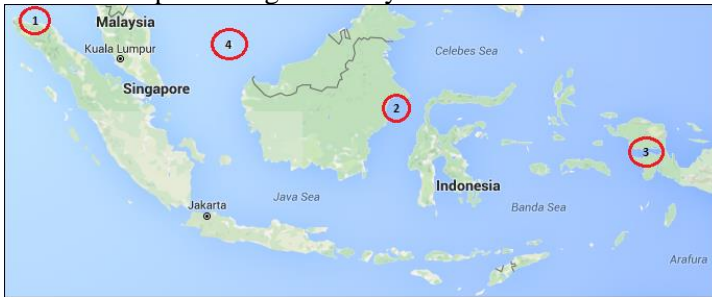 1
Malaysia
4
Kuala Lumpur
Celebes Sea
Singapore
2
3
Indonesia
Java Sea
Jakarta
Banda Sea
Arafura